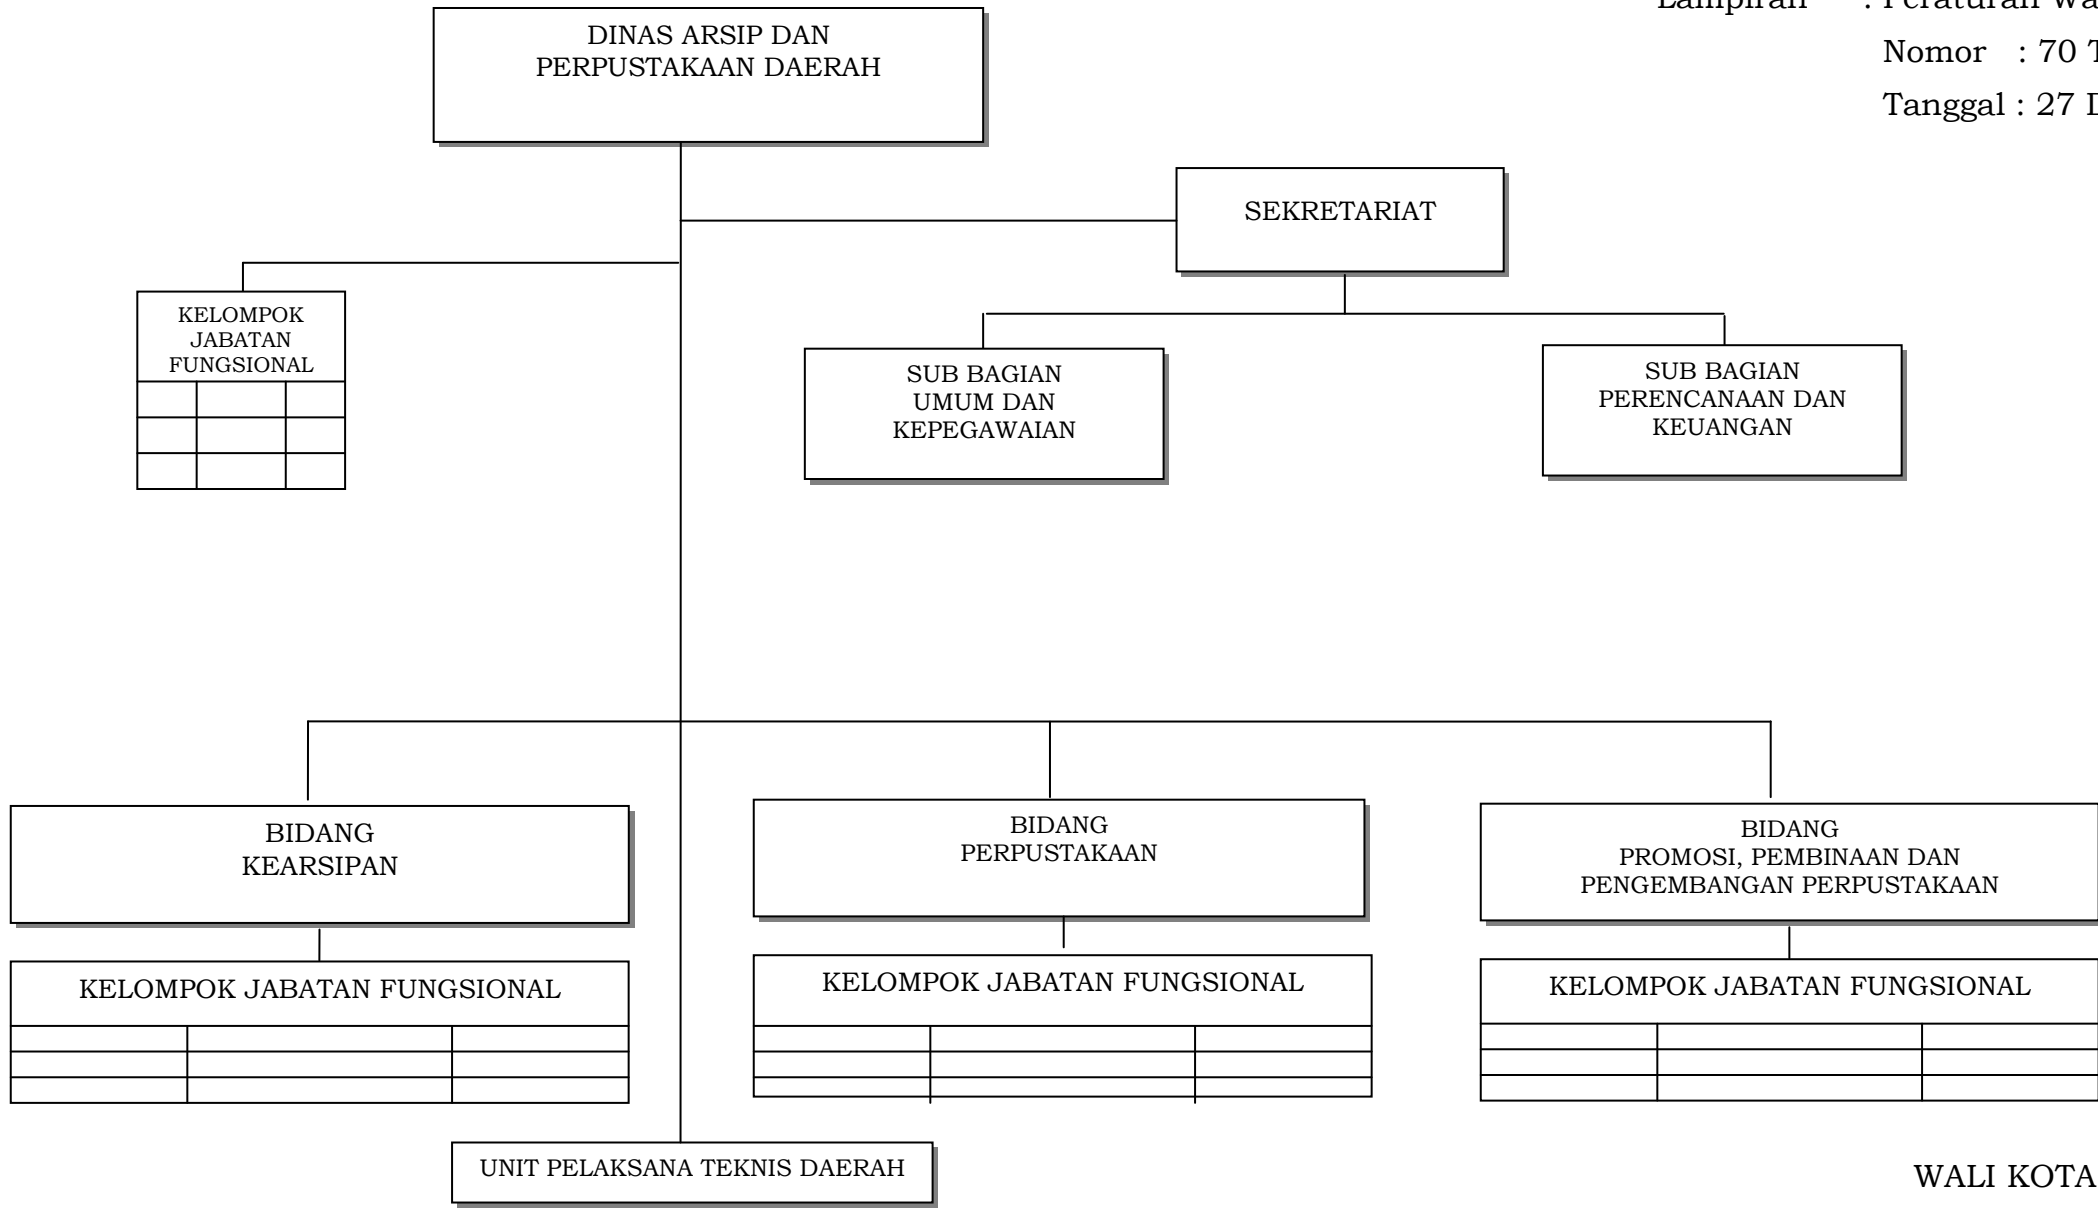 DINAS ARSIP DAN
PERPUSTAKAAN DAERAH
Lampiran : Peraturan
Nomor : 70
Tanggal : 27
SEKRETARIAT
KELOMPOK
JABATAN
FUNGSIONAL
SUB BAGIAN
UMUM DAN
KEPEGAWAIAN
SUB BAGIAN
PERENCANAAN DAN
KEUANGAN
BIDANG
KEARSIPAN
BIDANG
PERPUSTAKAAN
BIDANG
PROMOSI, PEMBINAAN DAN
PENGEMBANGAN PERPUSTAKAAN
KELOMPOK JABATAN FUNGSIONAL
KELOMPOK JABATAN FUNGSIONAL
KELOMPOK JABATAN FUNGSIONAL
UNIT PELAKSANA TEKNIS DAERAH
WALI KOTA